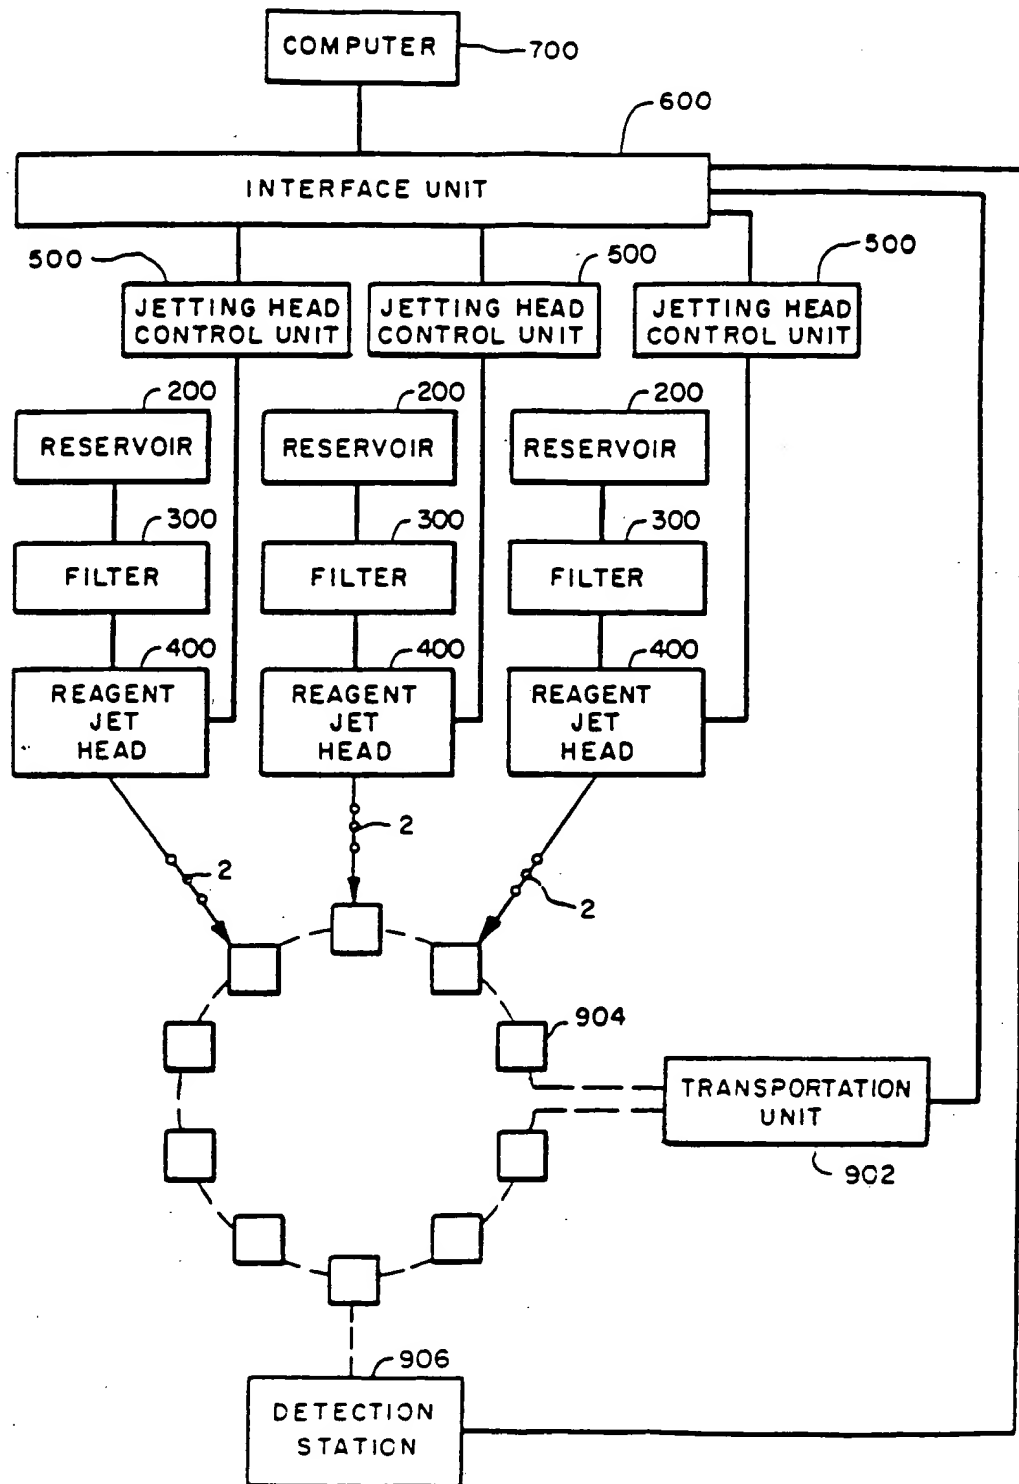 COMPUTER
700
600
INTERFACE UNIT
500
500
500
JETTING HEAD
CONTROL UNIT
JETTING HEAD
CONTROL UNIT
JETTING HEAD
CONTROL UNIT
200
200
200
RESERVOIR
RESERVOIR
RESERVOIR
300
300
300
FILTER
FILTER
FILTER
400
400
400
REAGENT
JET
HEAD
REAGENT
JET
HEAD
REAGENT
JET
HEAD
2
2
2
904
TRANSPORTATION
UNIT
902
906
DETECTION
STATION